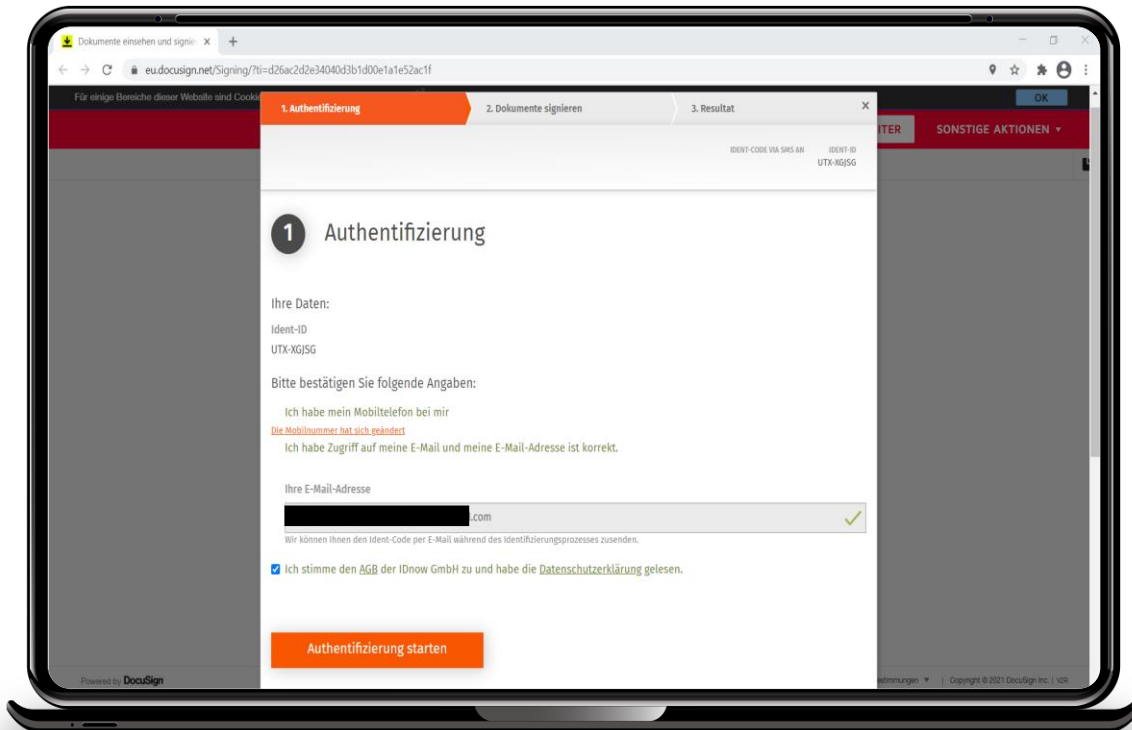 Dokumente einsehen und signie
eu.docusign.net/Signing/?ti=d26ac2d2e34040d3b1d00e1a1e52ac1f
Für einige Bereiche dieser Website sind Cookie
OK
1. Authentifizierung
2. Dokumente signieren
3. Resultat
ITER
SONSTIGE AKTIONEN
IDENT-CODE VIA SMS AN
IDENT-ID
UTX-XGJSG
1
Authentifizierung
Ihre Daten:
Ident-ID
UTX-XGJSG
Bitte bestätigen Sie folgende Angaben:
Ich habe mein Mobiltelefon bei mir
Die Mobilnummer hat sich geändert
Ich habe Zugriff auf meine E-Mail und meine E-Mail-Adresse ist korrekt.
Ihre E-Mail-Adresse
.com
Wir können Ihnen den Ident-Code per E-Mail während des Identifizierungsprozesses zusenden.
Ich stimme den AGB der IDnow GmbH zu und habe die Datenschutzerklärung gelesen.
Authentifizierung starten
Powered by DocuSign
estimmungen | Copyright © 2021 DocuSign Inc. | V2R